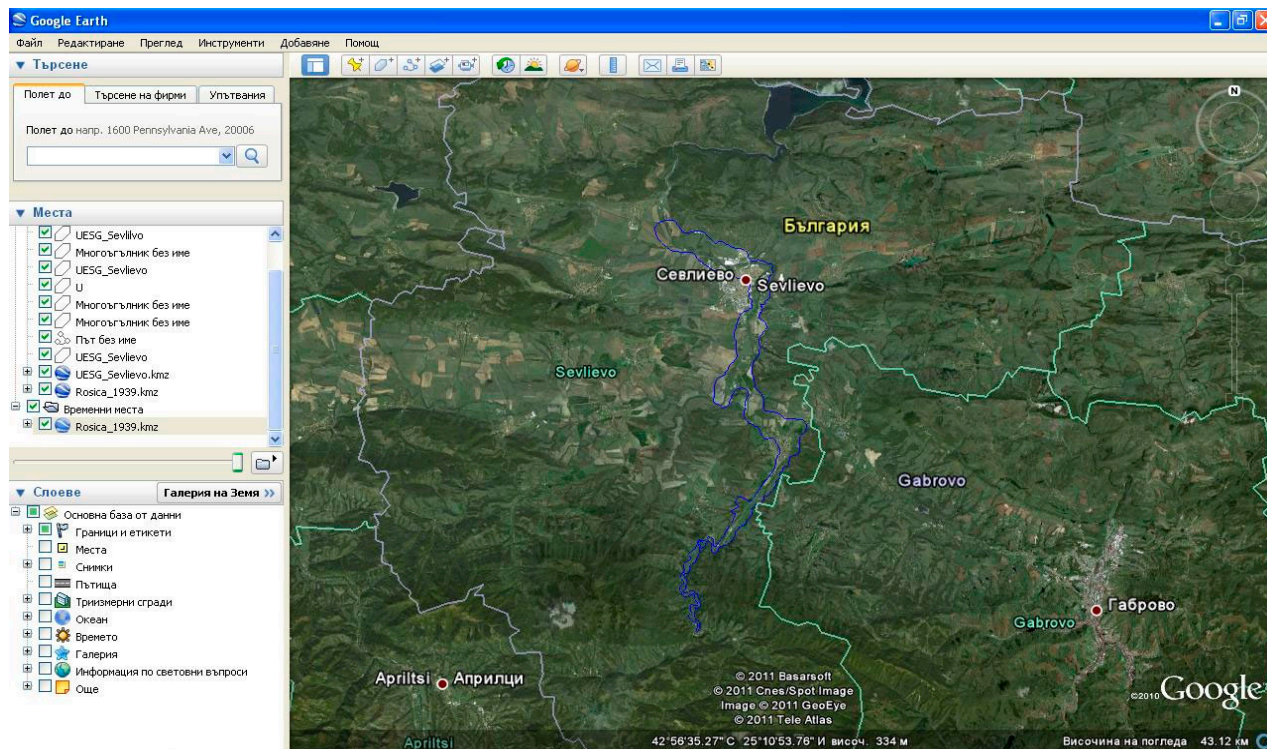 Google Earth
Файл Редактиране Преглед Инструменти Добавяне Помощ
Търсене
Полет до Търсене на фирми Упътвания
Полет до напр. 1600 Pennsylvania Ave, 20006
Места
UESG_Sevlilvo
Многоъгълник без име
UESG_Sevlievo
U
Многоъгълник без име
Многоъгълник без име
Път без име
UESG_Sevlievo
UESG_Sevlievo.kmz
Rosica_1939.kmz
Временни места
Rosica_1939.kmz
Слоеве Галерия на Земя >>
Основна база от данни
Граници и етикети
Места
Снимки
Пътища
Триизмерни сгради
Океан
Времето
Галерия
Информация по световни въпроси
Още
N
България
Севлиево Sevlievo
Sevlievo
Gabrovo
Габрово
Gabrovo
Apriltsi Априлци
Apriltsi
© 2011 Basarsoft
© 2011 Cnes/Spot Image
Image © 2011 GeoEye
© 2011 Tele Atlas
©2010 Google
42°56'35.27" С 25°10'53.76" И височ. 334 м Височина на погледа 43.12 км